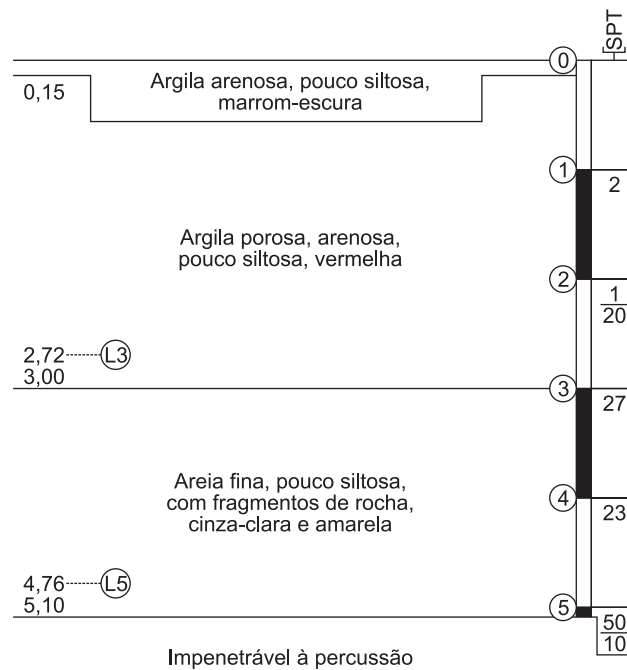 SPT
0
0,15
Argila arenosa, pouco siltosa,
marrom-escura
1
2
Argila porosa, arenosa,
pouco siltosa, vermelha
2
1
20
2,72
L3
3,00
3
27
Areia fina, pouco siltosa,
com fragmentos de rocha,
cinza-clara e amarela
4
23
4,76
L5
5,10
5
50
10
Impenetrável à percussão